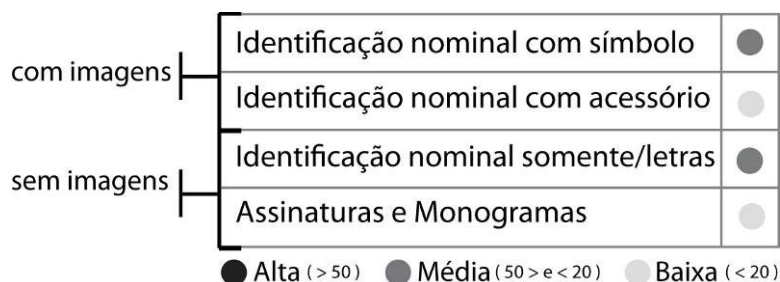 Identificação nominal com símbolo
com imagens
Identificação nominal com acessório
Identificação nominal somente/letras
sem imagens
Assinaturas e Monogramas
Alta ( > 50 ) Média ( 50 > e < 20 ) Baixa ( < 20 )